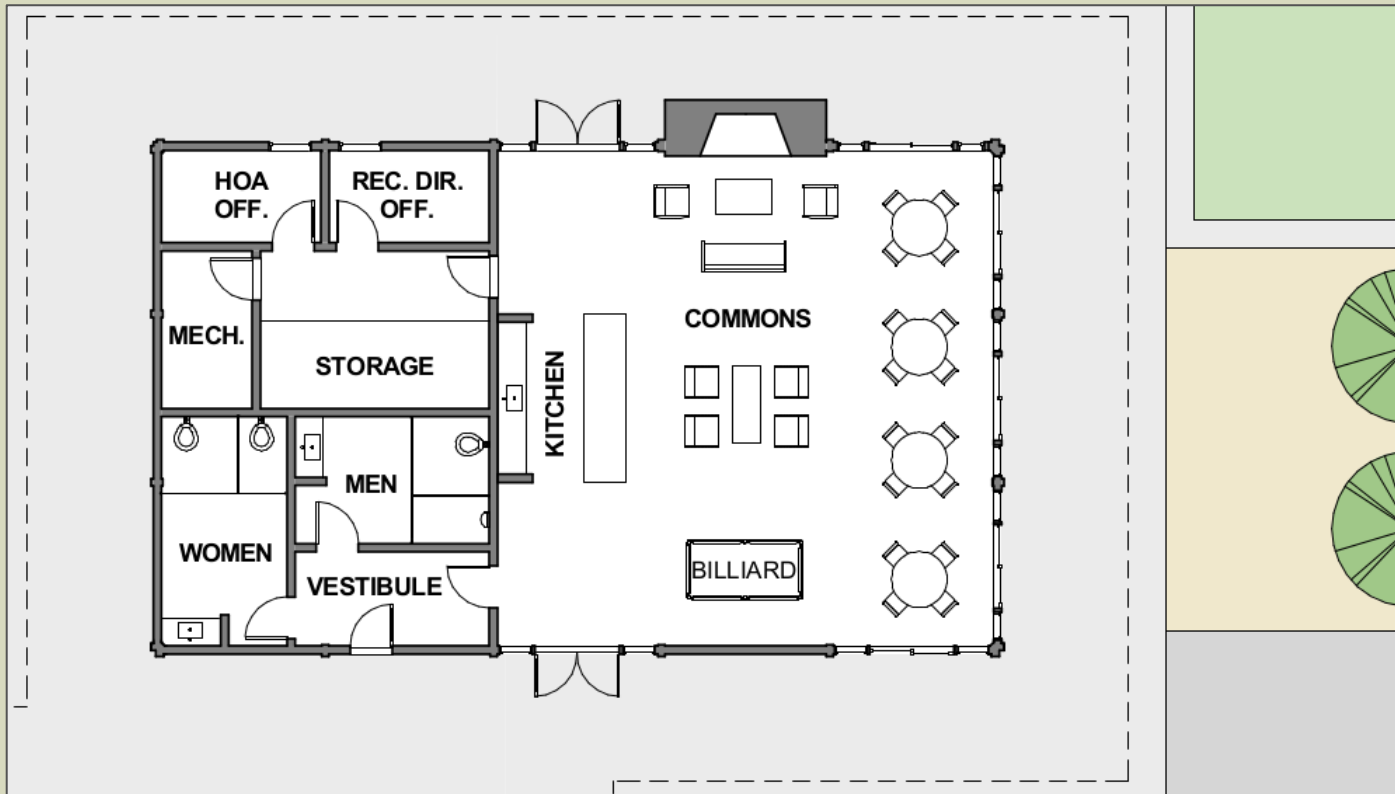 HOA
OFF.
REC. DIR.
OFF.
MECH.
STORAGE
COMMONS
KITCHEN
MEN
WOMEN
VESTIBULE
BILLIARD